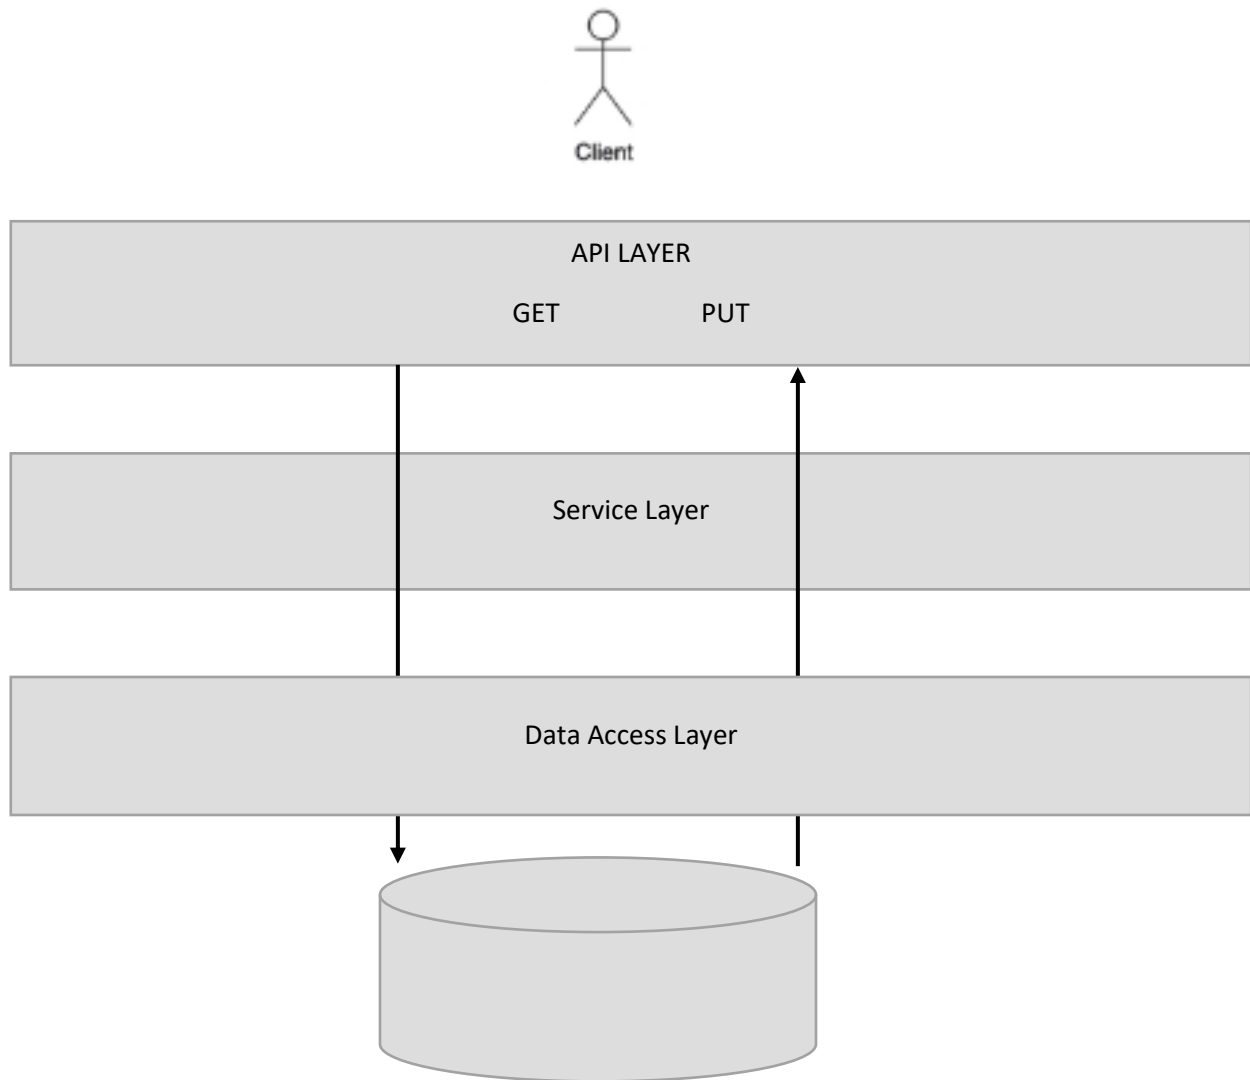 Client
API LAYER
GET PUT
Service Layer
Data Access Layer